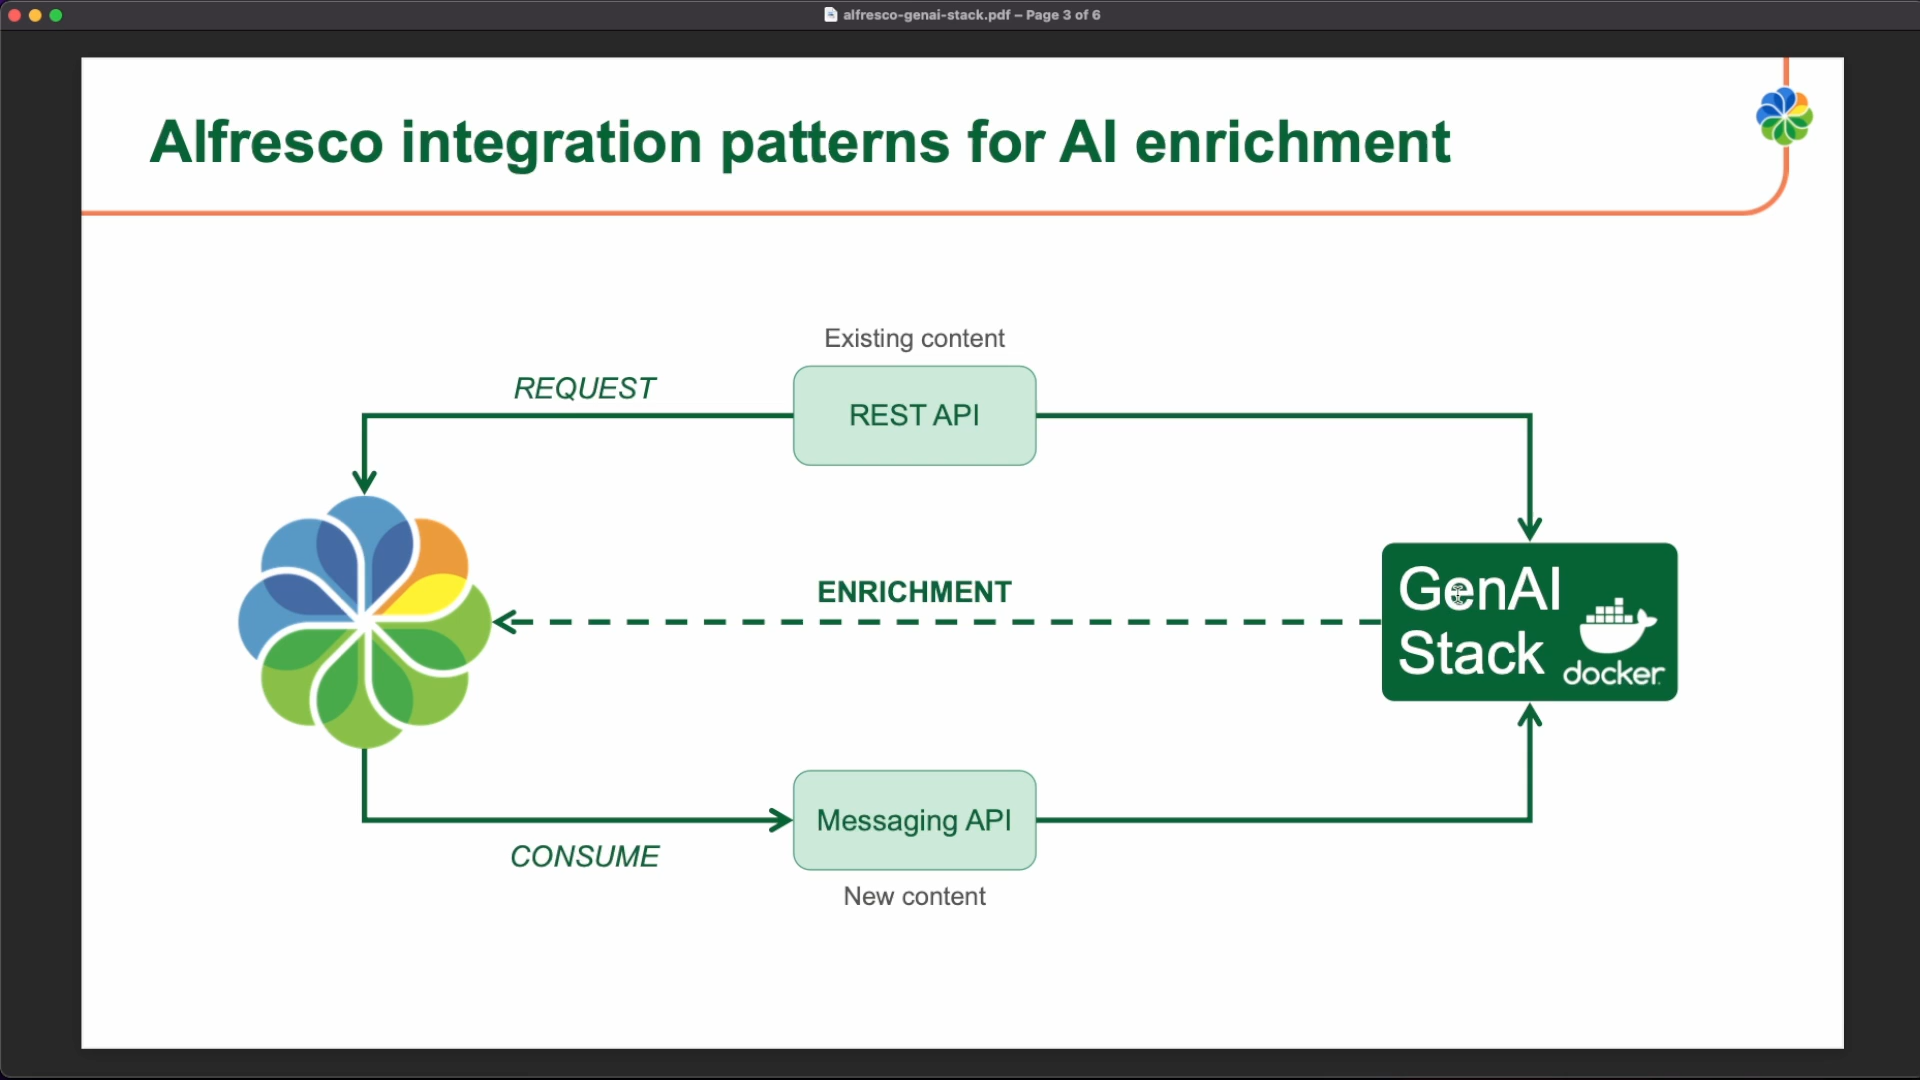 alfresco-genai-stack.pdf – Page 3 of 6
Alfresco integration patterns for AI enrichment
Existing content
REQUEST
REST API
ENRICHMENT
GenAI
Stack
docker
Messaging API
CONSUME
New content